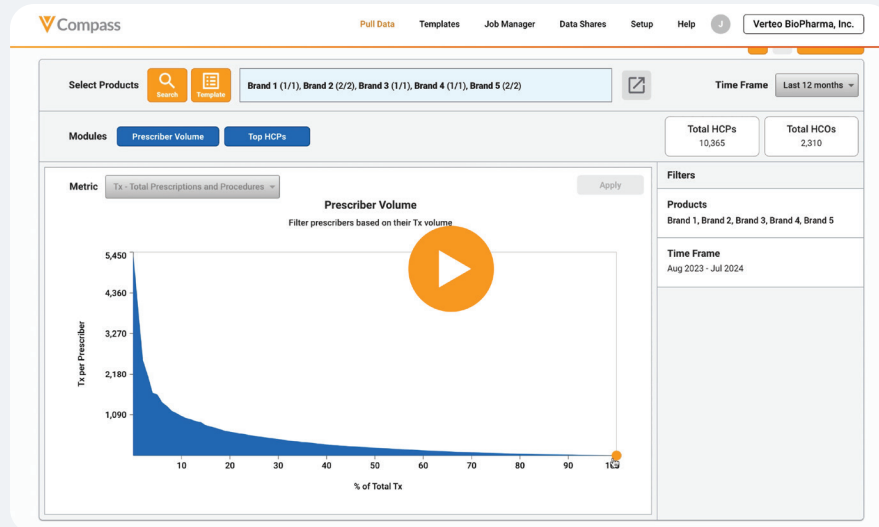 Compass
Pull Data Templates Job Manager Data Shares Setup Help J Verteo BioPharma, Inc.
Select Products Search Template Brand 1 (1/1), Brand 2 (2/2), Brand 3 (1/1), Brand 4 (1/1), Brand 5 (2/2) Time Frame Last 12 months
Modules Prescriber Volume Top HCPs
Total HCPs
10,365
Total HCOs
2,310
Metric Tx - Total Prescriptions and Procedures Apply
Prescriber Volume
Filter prescribers based on their Tx volume
Tx per Prescriber
5,450
4,360
3,270
2,180
1,090
10 20 30 40 50 60 70 80 90
% of Total Tx
Filters
Products
Brand 1, Brand 2, Brand 3, Brand 4, Brand 5
Time Frame
Aug 2023 - Jul 2024